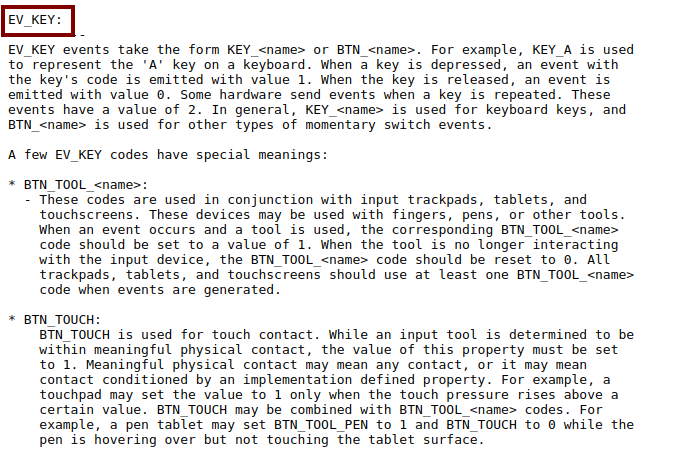 EV_KEY:
--
EV_KEY events take the form KEY_<name> or BTN_<name>. For example, KEY_A is used
to represent the 'A' key on a keyboard. When a key is depressed, an event with
the key's code is emitted with value 1. When the key is released, an event is
emitted with value 0. Some hardware send events when a key is repeated. These
events have a value of 2. In general, KEY_<name> is used for keyboard keys, and
BTN_<name> is used for other types of momentary switch events.

A few EV_KEY codes have special meanings:

* BTN_TOOL_<name>:
  - These codes are used in conjunction with input trackpads, tablets, and
    touchscreens. These devices may be used with fingers, pens, or other tools.
    When an event occurs and a tool is used, the corresponding BTN_TOOL_<name>
    code should be set to a value of 1. When the tool is no longer interacting
    with the input device, the BTN_TOOL_<name> code should be reset to 0. All
    trackpads, tablets, and touchscreens should use at least one BTN_TOOL_<name>
    code when events are generated.

* BTN_TOUCH:
    BTN_TOUCH is used for touch contact. While an input tool is determined to be
    within meaningful physical contact, the value of this property must be set
    to 1. Meaningful physical contact may mean any contact, or it may mean
    contact conditioned by an implementation defined property. For example, a
    touchpad may set the value to 1 only when the touch pressure rises above a
    certain value. BTN_TOUCH may be combined with BTN_TOOL_<name> codes. For
    example, a pen tablet may set BTN_TOOL_PEN to 1 and BTN_TOUCH to 0 while the
    pen is hovering over but not touching the tablet surface.